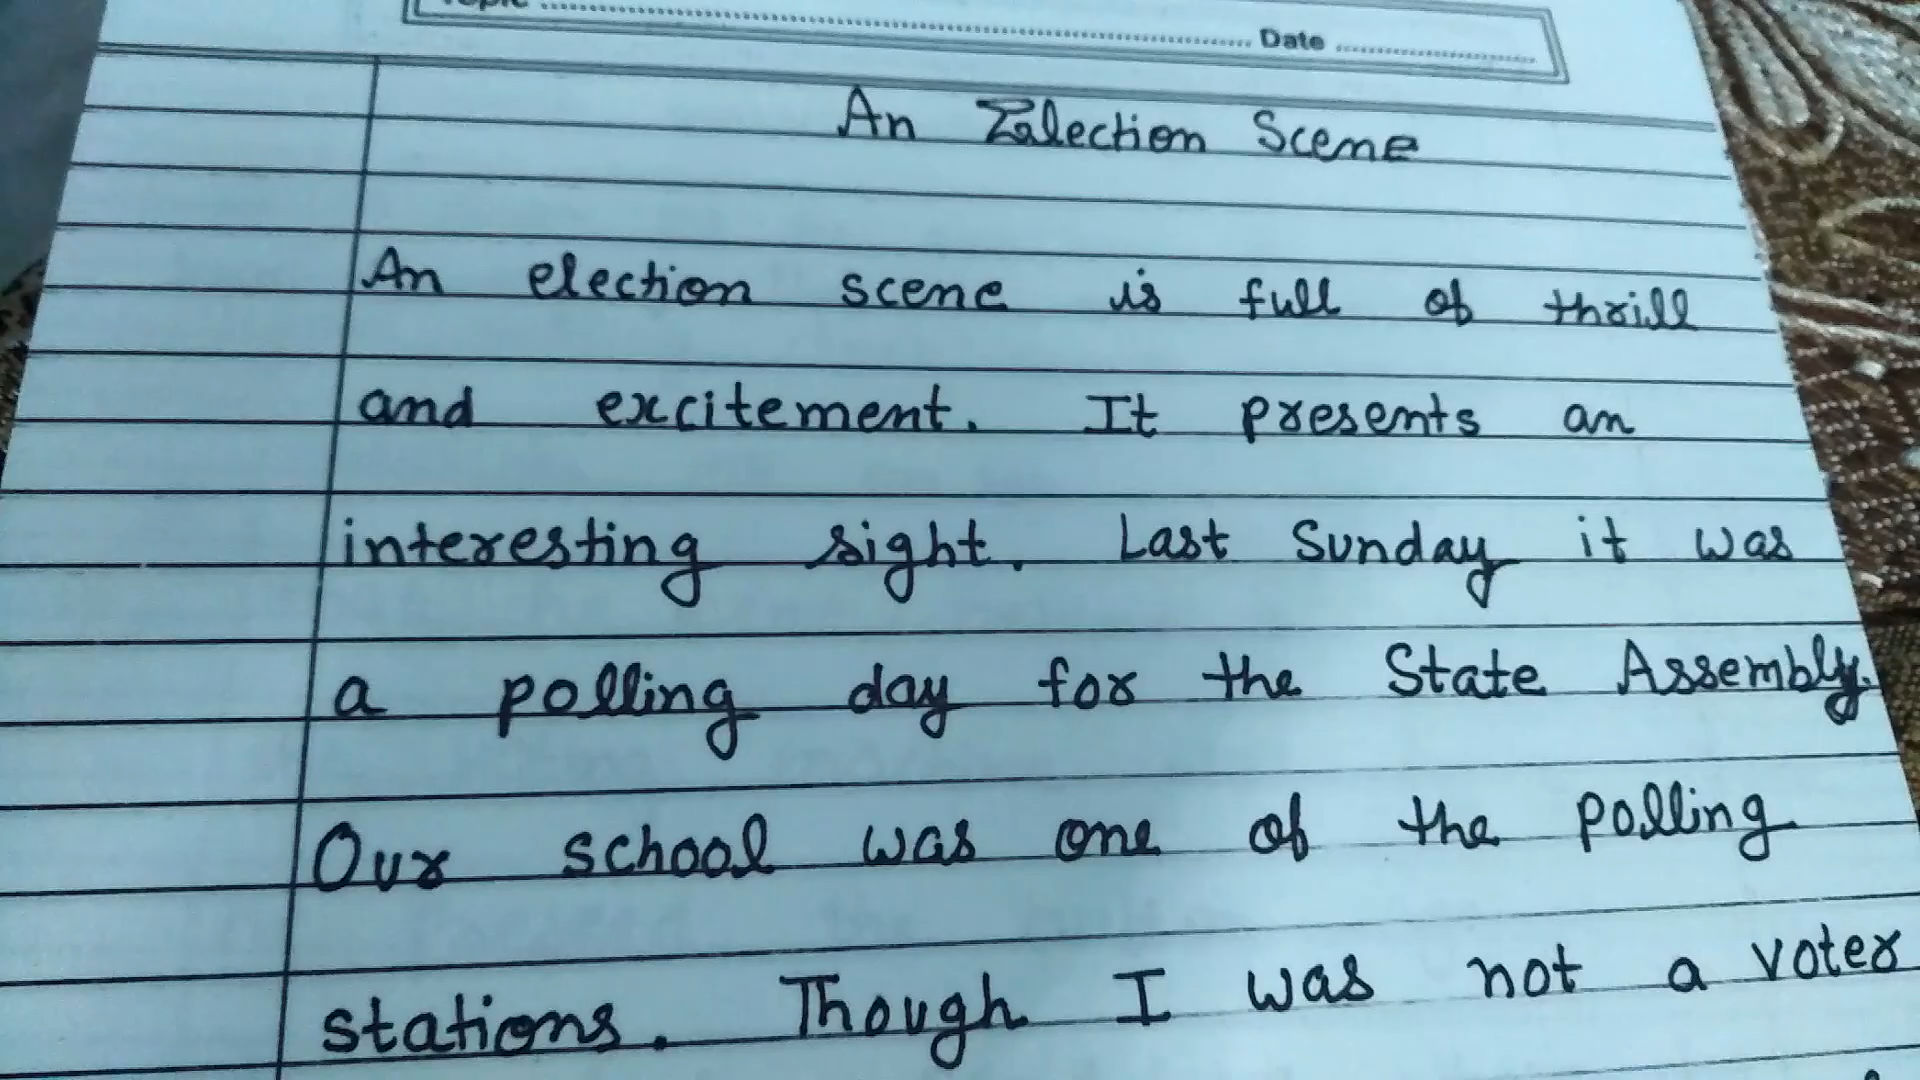 Topic ........ Date ........
An Election Scene
An election scene is full of thrill
and excitement. It presents an
interesting sight. Last Sunday it was
a polling day for the State Assembly.
Our school was one of the polling
stations. Though I was not a voter